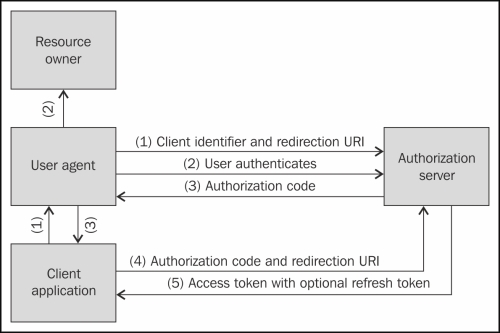 Resource
owner
(2)
User agent
(1) Client identifier and redirection URI
(2) User authenticates
(3) Authorization code
Authorization
server
(1)
(3)
Client
application
(4) Authorization code and redirection URI
(5) Access token with optional refresh token